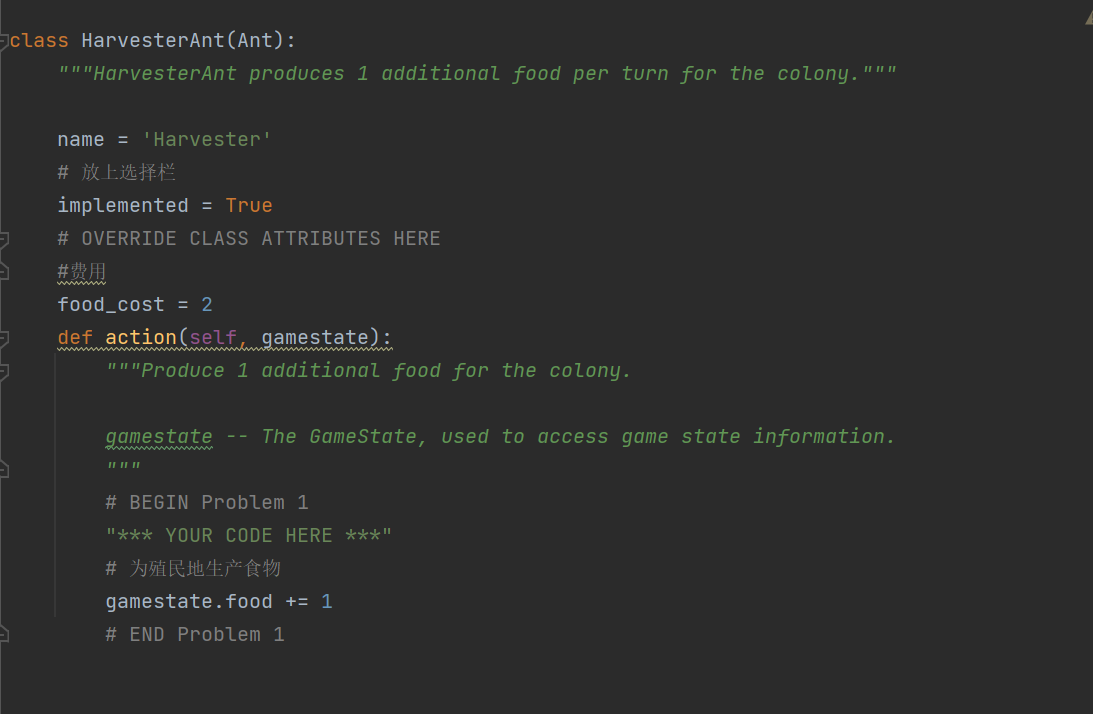 class HarvesterAnt(Ant):
    """HarvesterAnt produces 1 additional food per turn for the colony."""
    name = 'Harvester'
    # 放上选择栏
    implemented = True
    # OVERRIDE CLASS ATTRIBUTES HERE
    #费用
    food_cost = 2
    def action(self, gamestate):
        """Produce 1 additional food for the colony.
        gamestate -- The GameState, used to access game state information.
        """
        # BEGIN Problem 1
        "*** YOUR CODE HERE ***"
        # 为殖民地生产食物
        gamestate.food += 1
        # END Problem 1